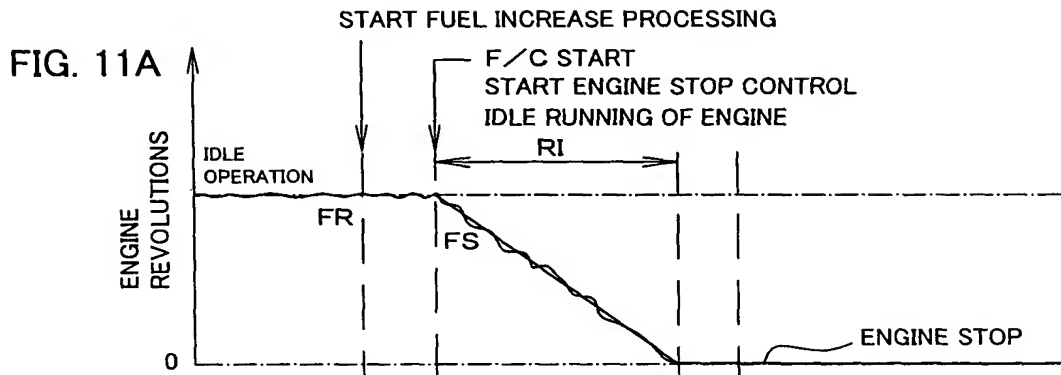 START FUEL INCREASE PROCESSING
FIG. 11A
F/C START
START ENGINE STOP CONTROL
IDLE RUNNING OF ENGINE
RI
IDLE
OPERATION
FR
FS
ENGINE
REVOLUTIONS
0
ENGINE STOP